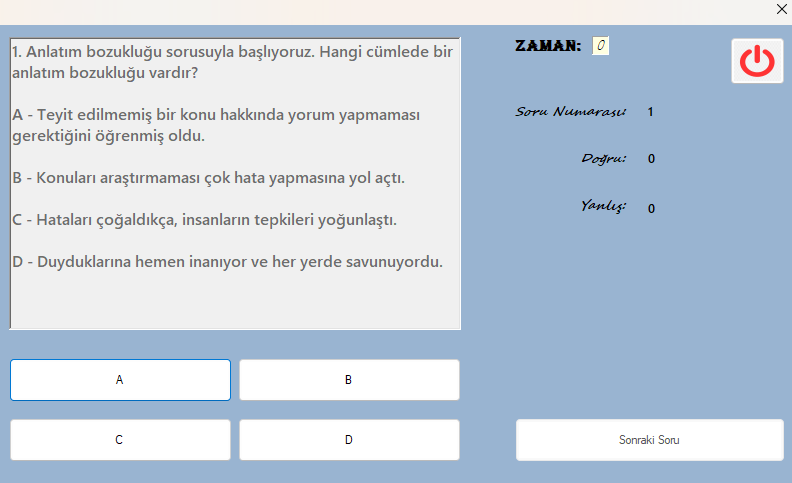 1. Anlatım bozukluğu sorusuyla başlıyoruz. Hangi cümlede bir
anlatım bozukluğu vardır?
A - Teyit edilmemiş bir konu hakkında yorum yapmaması
gerektiğini öğrenmiş oldu.
B - Konuları araştırmaması çok hata yapmasına yol açtı.
C - Hataları çoğaldıkça, insanların tepkileri yoğunlaştı.
D - Duyduklarına hemen inanıyor ve her yerde savunuyordu.
ZAMAN: 0
Soru Numarası: 1
Doğru: 0
Yanlış: 0
A
B
C
D
Sonraki Soru